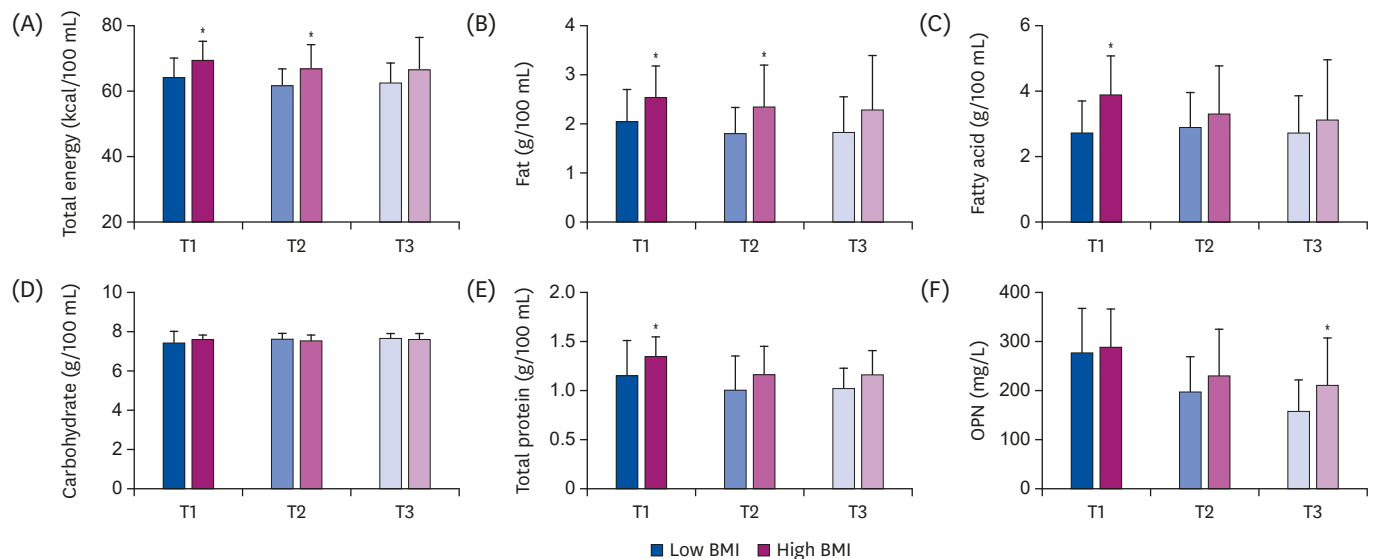 (A)
Total energy (kcal/100 mL)
80
60
40
20
*
*
T1 T2 T3
(B)
Fat (g/100 mL)
4
3
2
1
0
*
*
T1 T2 T3
(C)
Fatty acid (g/100 mL)
6
4
2
0
*
T1 T2 T3
(D)
Carbohydrate (g/100 mL)
10
8
6
4
2
0
T1 T2 T3
(E)
Total protein (g/100 mL)
2.0
1.5
1.0
0.5
0
*
T1 T2 T3
(F)
OPN (mg/L)
400
300
200
100
0
*
T1 T2 T3
Low BMI High BMI